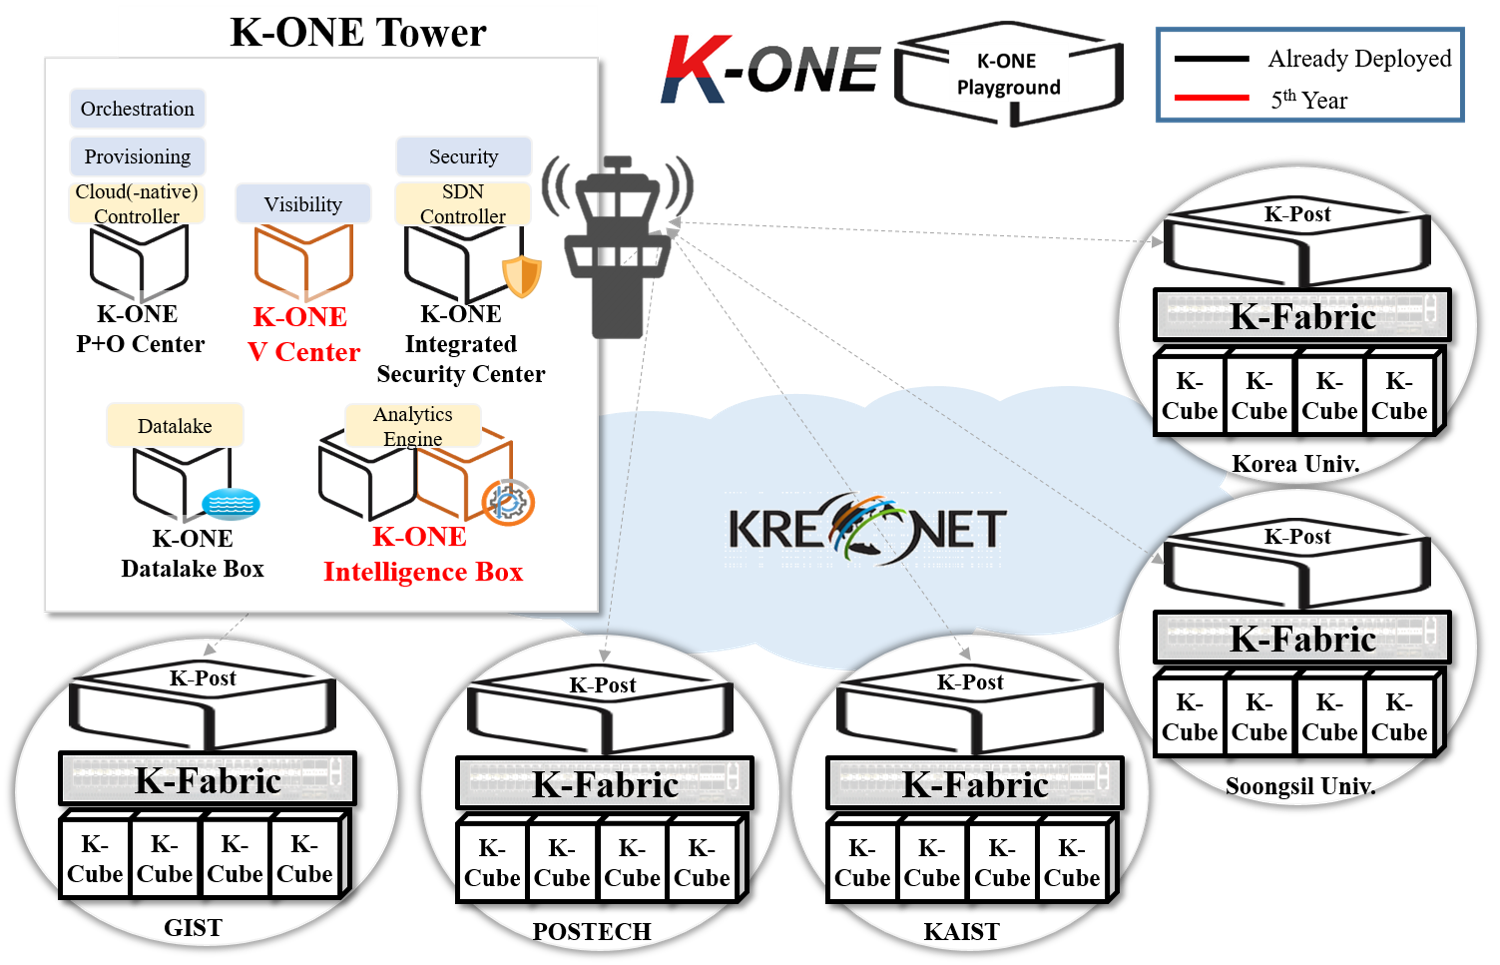 K-ONE Tower
K-ONE
K-ONE
Playground
Already Deployed
5th Year
Orchestration
Provisioning
Cloud(-native)
Controller
K-ONE
P+O Center
Visibility
K-ONE
V Center
Security
SDN
Controller
K-ONE
Integrated
Security Center
Datalake
K-ONE
Datalake Box
Analytics
Engine
K-ONE
Intelligence Box
KREONET
K-Post
K-Fabric
K-
Cube
K-
Cube
K-
Cube
K-
Cube
Korea Univ.
K-Post
K-Fabric
K-
Cube
K-
Cube
K-
Cube
K-
Cube
Soongsil Univ.
K-Post
K-Fabric
K-
Cube
K-
Cube
K-
Cube
K-
Cube
GIST
K-Post
K-Fabric
K-
Cube
K-
Cube
K-
Cube
K-
Cube
POSTECH
K-Post
K-Fabric
K-
Cube
K-
Cube
K-
Cube
K-
Cube
KAIST